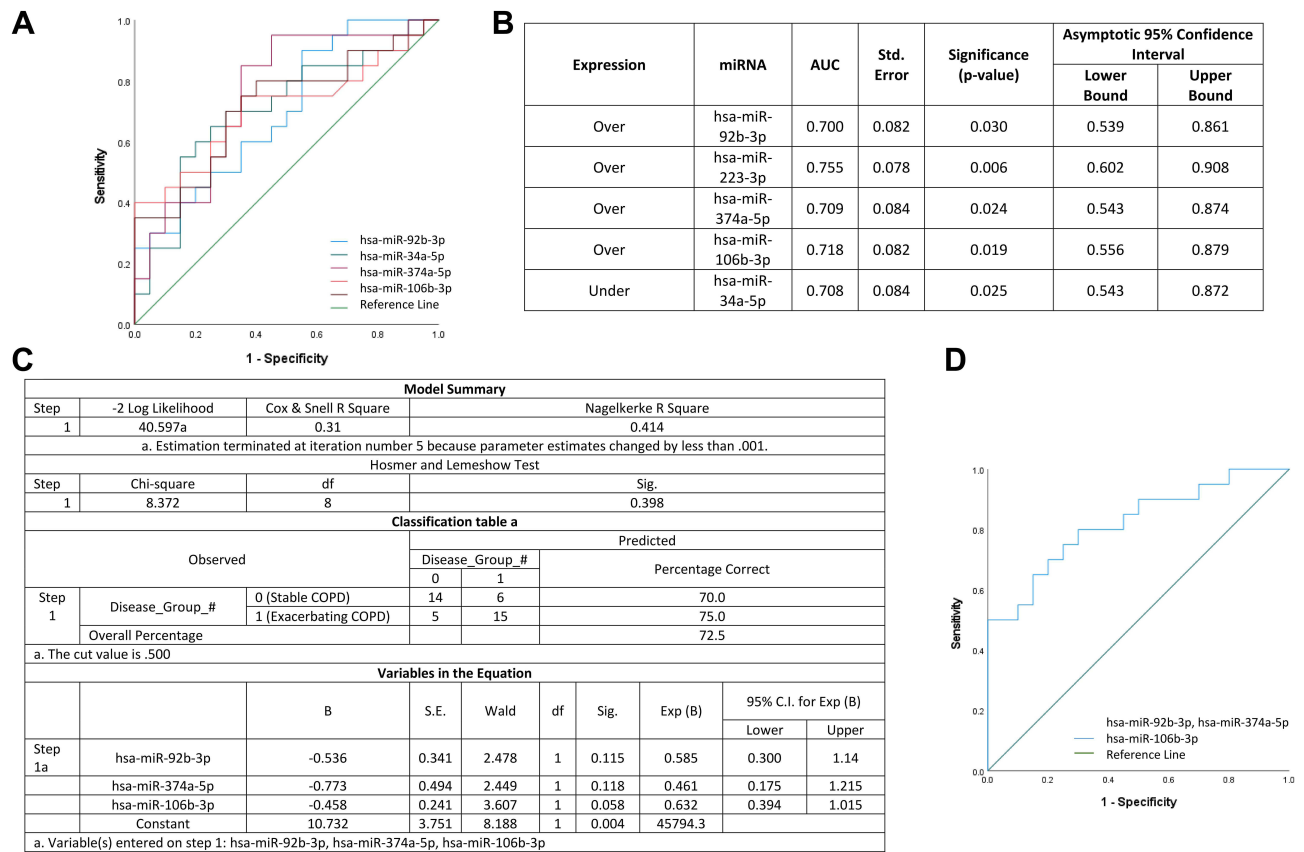 A
1.0
0.8
0.6
0.4
0.2
0.0
Sensitivity
hsa-miR-92b-3p
hsa-miR-34a-5p
hsa-miR-374a-5p
hsa-miR-106b-3p
Reference Line
0.0 0.2 0.4 0.6 0.8 1.0
1 - Specificity
B
Expression miRNA AUC Std. Error Significance (p-value) Asymptotic 95% Confidence Interval
Lower Bound Upper Bound
Over hsa-miR-92b-3p 0.700 0.082 0.030 0.539 0.861
Over hsa-miR-223-3p 0.755 0.078 0.006 0.602 0.908
Over hsa-miR-374a-5p 0.709 0.084 0.024 0.543 0.874
Over hsa-miR-106b-3p 0.718 0.082 0.019 0.556 0.879
Under hsa-miR-34a-5p 0.708 0.084 0.025 0.543 0.872
C
Model Summary
Step -2 Log Likelihood Cox & Snell R Square Nagelkerke R Square
1 40.597a 0.31 0.414
a. Estimation terminated at iteration number 5 because parameter estimates changed by less than .001.
Hosmer and Lemeshow Test
Step Chi-square df Sig.
1 8.372 8 0.398
Classification table a
Observed Predicted
Disease_Group_# Percentage Correct
0 1
Step 1 Disease_Group_# 0 (Stable COPD) 14 6 70.0
1 (Exacerbating COPD) 5 15 75.0
Overall Percentage 72.5
a. The cut value is .500
Variables in the Equation
B S.E. Wald df Sig. Exp (B) 95% C.I. for Exp (B)
Lower Upper
Step 1a hsa-miR-92b-3p -0.536 0.341 2.478 1 0.115 0.585 0.300 1.14
hsa-miR-374a-5p -0.773 0.494 2.449 1 0.118 0.461 0.175 1.215
hsa-miR-106b-3p -0.458 0.241 3.607 1 0.058 0.632 0.394 1.015
Constant 10.732 3.751 8.188 1 0.004 45794.3
a. Variable(s) entered on step 1: hsa-miR-92b-3p, hsa-miR-374a-5p, hsa-miR-106b-3p
D
1.0
0.8
0.6
0.4
0.2
0.0
Sensitivity
hsa-miR-92b-3p, hsa-miR-374a-5p
hsa-miR-106b-3p
Reference Line
0.0 0.2 0.4 0.6 0.8 1.0
1 - Specificity